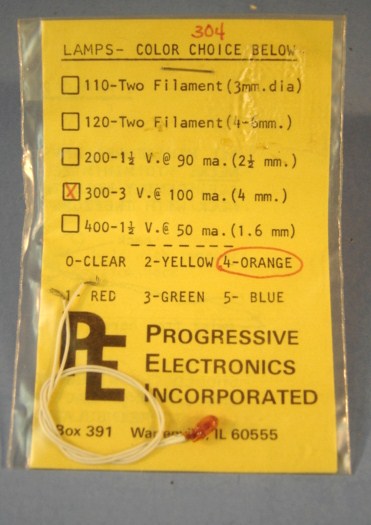 304
LAMPS- COLOR CHOICE BELOW
110-Two Filament(3mm.dia)
120-Two Filament(4-6mm.)
200-1½ V.@ 90 ma.(2½ mm.)
X 300-3 V.@ 100 ma.(4 mm.)
400-1½ V.@ 50 ma.(1.6 mm)
0-CLEAR 2-YELLOW 4-ORANGE
1- RED 3-GREEN 5- BLUE
PE PROGRESSIVE
ELECTRONICS
INCORPORATED
Box 391 IL 60555